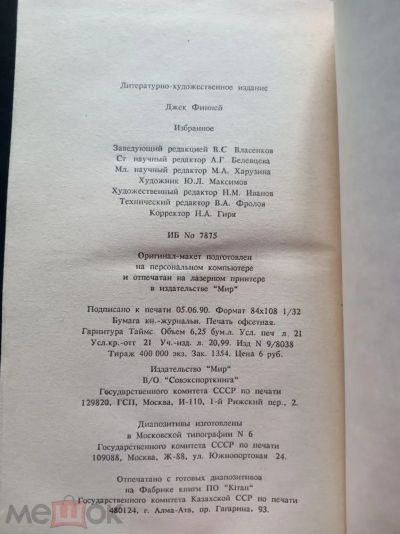 Литературно-художественное издание
Джек Финней
Избранное
Заведующий редакцией В.С Власенков
Ст научный редактор А.Г. Белевцева
Мл. научный редактор М.А. Харузина
Художник Ю.Л. Максимов
Художественный редактор Н.М. Иванов
Технический редактор В.А. Фролов
Корректор Н.А. Гиря
ИБ No 7875
Оригинал-макет подготовлен
на персональном компьютере
и отпечатан на лазерном принтере
в издательстве "Мир"
Подписано к печати 05.06.90. Формат 84х108 1/32
Бумага кн.-журнальн. Печать офсетная.
Гарнитура Таймс. Объем 6,25 бум.л. Усл. печ л. 21
Усл.кр.-отт 21 Уч.-изд. л. 20,99. Изд N 9/8038
Тираж 400 000 экз. Зак. 1354. Цена 6 руб.
Издательство "Мир"
В/О "Совэкспорткнига"
Государственного комитета СССР по печати
129820, ГСП, Москва, И-110, 1-й Рижский пер., 2.
Диапозитивы изготовлены
в Московской типографии N 6
Государственного комитета СССР по печати
109088, Москва, Ж-88, ул. Южнопортовая 24.
Отпечатано с готовых диапозитивов
на Фабрике книги ПО "Кітап"
Государственного комитета Казахской ССР по печати
480124, г. Алма-Ата, пр. Гагарина, 93.
мешок